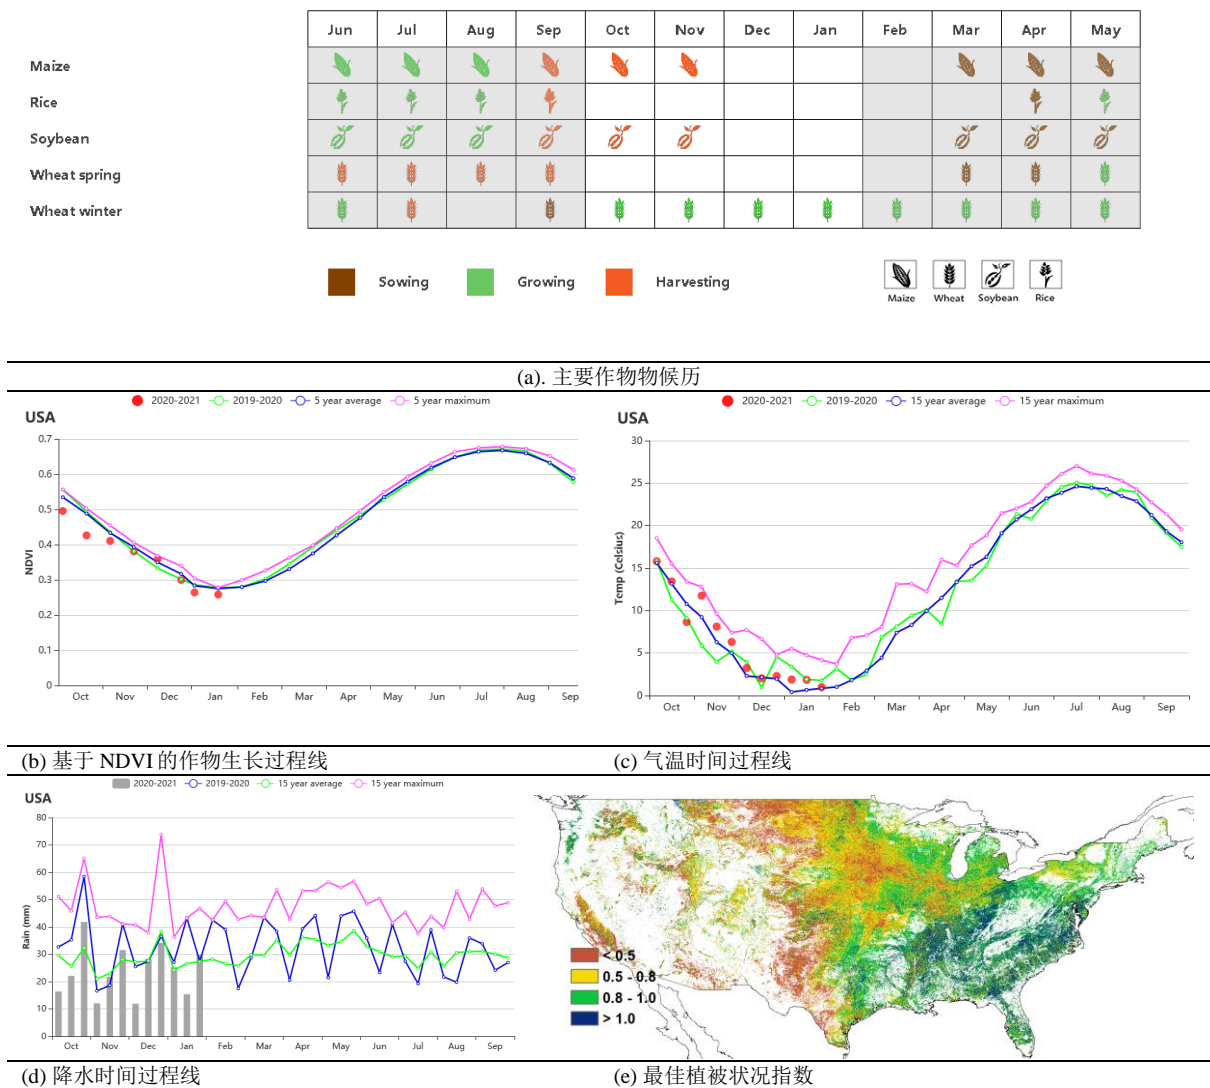 Jun Jul Aug Sep Oct Nov Dec Jan Feb Mar Apr May
Maize
Rice
Soybean
Wheat spring
Wheat winter
Sowing Growing Harvesting
Maize Wheat Soybean Rice
(a). 主要作物物候历
2020-2021 2019-2020 5 year average 5 year maximum
USA
NDVI
0.7
0.6
0.5
0.4
0.3
0.2
0.1
0
Oct Nov Dec Jan Feb Mar Apr May Jun Jul Aug Sep
2020-2021 2019-2020 15 year average 15 year maximum
USA
Temp (Celsius)
30
25
20
15
10
5
0
Oct Nov Dec Jan Feb Mar Apr May Jun Jul Aug Sep
(b) 基于 NDVI 的作物生长过程线
(c) 气温时间过程线
2020-2021 2019-2020 15 year average 15 year maximum
USA
Rain (mm)
80
70
60
50
40
30
20
10
0
Oct Nov Dec Jan Feb Mar Apr May Jun Jul Aug Sep
< 0.5
0.5 - 0.8
0.8 - 1.0
> 1.0
(d) 降水时间过程线
(e) 最佳植被状况指数